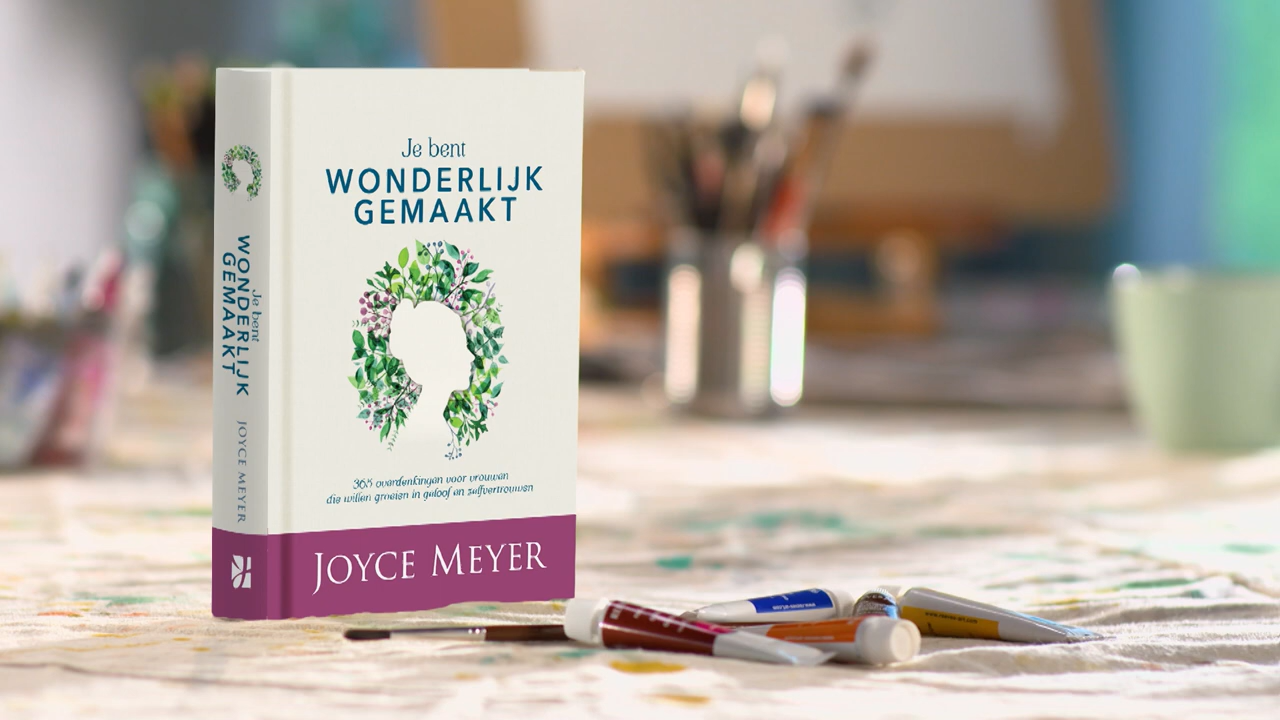 Je bent
WONDERLIJK
GEMAAKT
365 overdenkingen voor vrouwen
die willen groeien in geloof en zelfvertrouwen
JOYCE MEYER
Je bent
WONDERLIJK
GEMAAKT
JOYCE MEYER